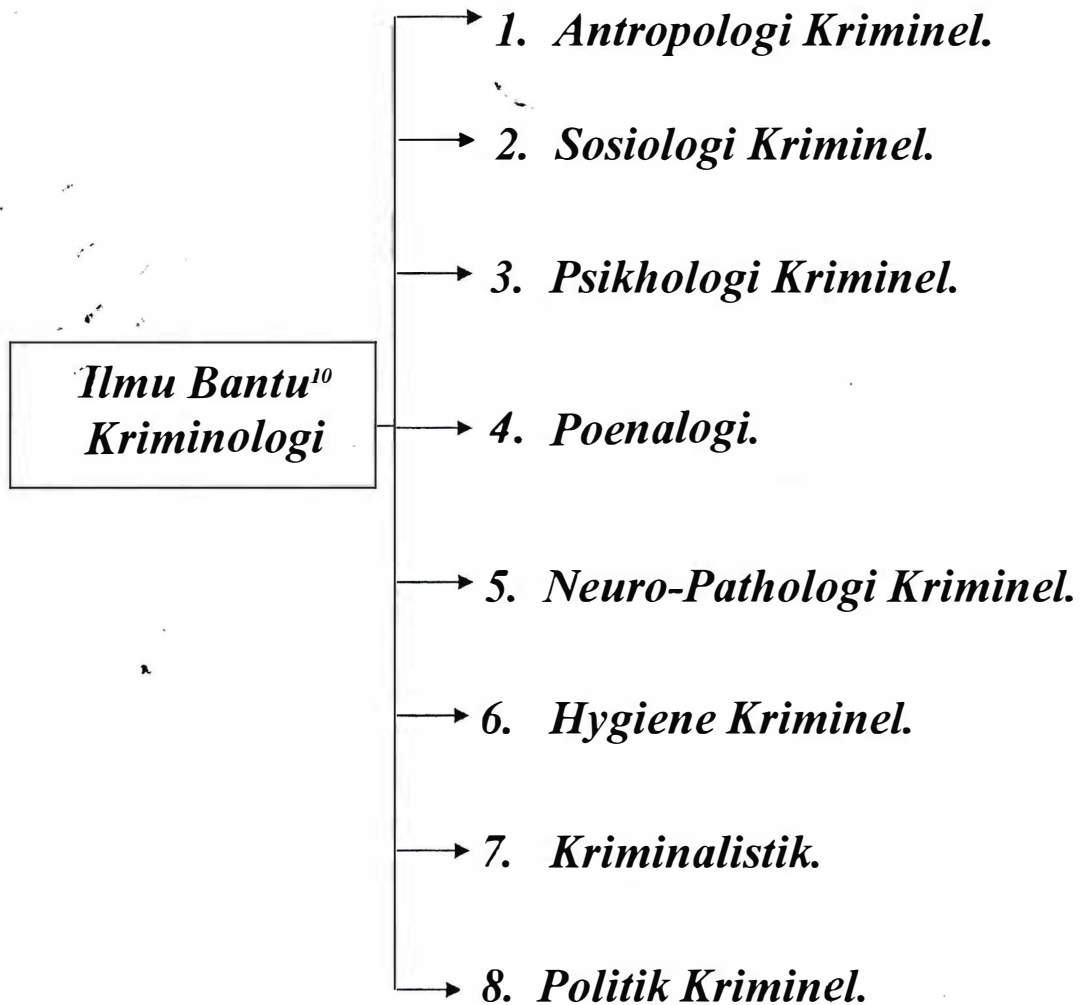 1. Antropologi Kriminel.
2. Sosiologi Kriminel.
3. Psikhologi Kriminel.
Ilmu Bantu¹⁰
Kriminologi
4. Poenalogi.
5. Neuro-Pathologi Kriminel.
6. Hygiene Kriminel.
7. Kriminalistik.
8. Politik Kriminel.